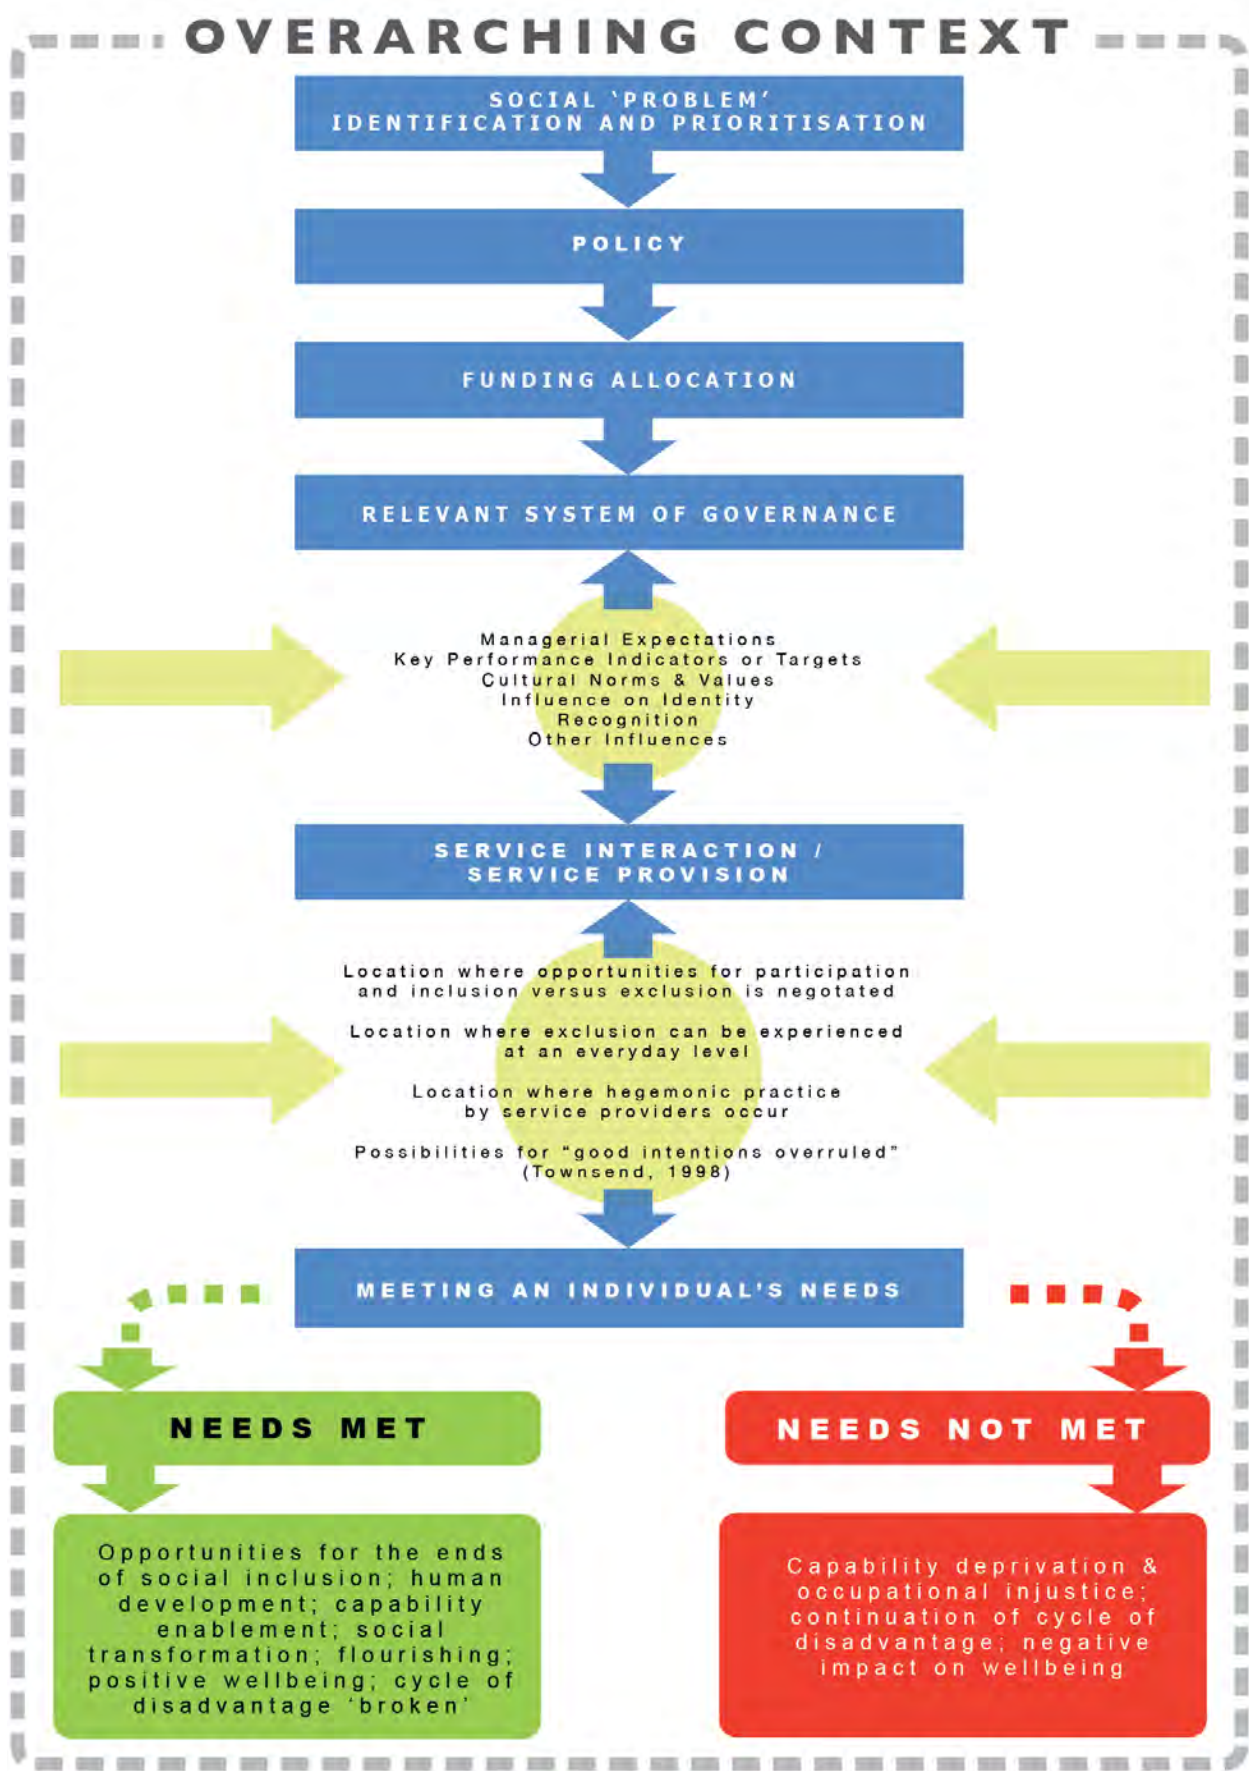 OVERARCHING CONTEXT
SOCIAL ‘PROBLEM’
IDENTIFICATION AND PRIORITISATION
POLICY
FUNDING ALLOCATION
RELEVANT SYSTEM OF GOVERNANCE
Managerial Expectations
Key Performance Indicators or Targets
Cultural Norms & Values
Influence on Identity
Recognition
Other Influences
SERVICE INTERACTION /
SERVICE PROVISION
Location where opportunities for participation
and inclusion versus exclusion is negotated
Location where exclusion can be experienced
at an everyday level
Location where hegemonic practice
by service providers occur
Possibilities for “good intentions overruled”
(Townsend, 1998)
MEETING AN INDIVIDUAL'S NEEDS
NEEDS MET
NEEDS NOT MET
Opportunities for the ends
of social inclusion; human
development; capability
enablement; social
transformation; flourishing;
positive wellbeing; cycle of
disadvantage ‘broken’
Capability deprivation &
occupational injustice;
continuation of cycle of
disadvantage; negative
impact on wellbeing